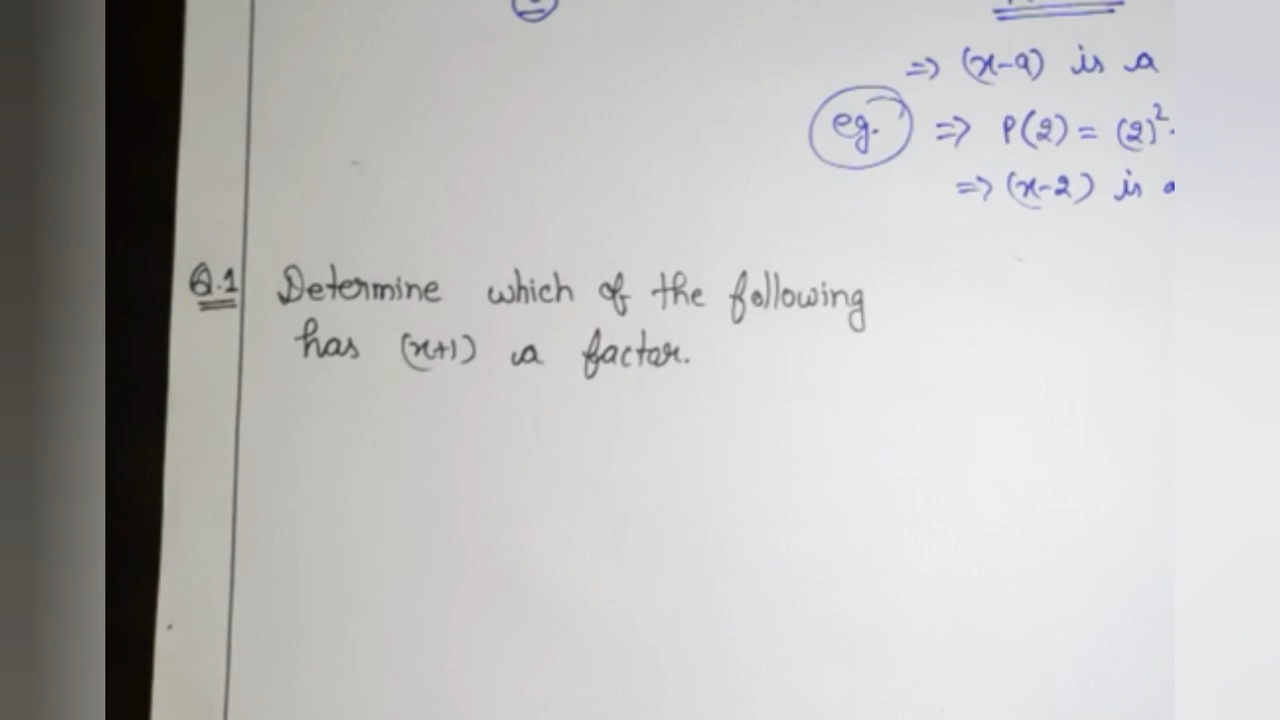 => (x-a) is a
eg. => P(2) = (2)².
=> (x-2) is a
Q.1 Determine which of the following
has (x+1) a factor.